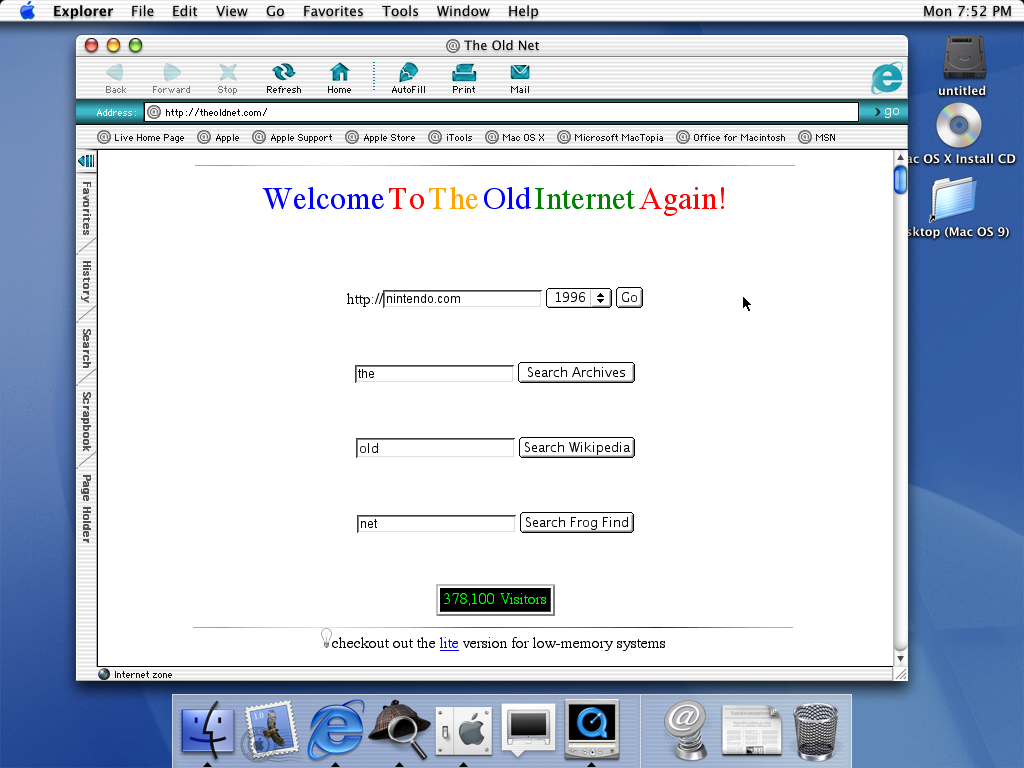 Explorer File Edit View Go Favorites Tools Window Help Mon 7:52 PM
@ The Old Net
Back Forward Stop Refresh Home AutoFill Print Mail
Address: @ http://theoldnet.com/ go
@ Live Home Page @ Apple @ Apple Support @ Apple Store @ iTools @ Mac OS X @ Microsoft MacTopia @ Office for Macintosh @ MSN
Favorites
History
Search
Scrapbook
Page Holder
Welcome To The Old Internet Again!
http://nintendo.com 1996 Go
the Search Archives
old Search Wikipedia
net Search Frog Find
378,100 Visitors
checkout out the lite version for low-memory systems
Internet zone
untitled
ac OS X Install CD
sktop (Mac OS 9)
1.0
@